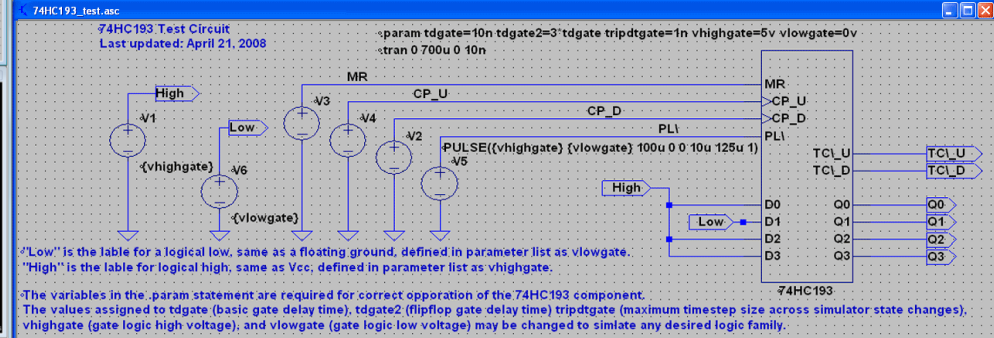 74HC193_test.asc
74HC193 Test Circuit
Last updated: April 21, 2008
.param tdgate=10n tdgate2=3*tdgate tripdtgate=1n vhighgate=5v vlowgate=0v
.tran 0 700u 0 10n
MR
MR
High
V3
CP_U
CP_U
V1
V4
CP_D
CP_D
Low
V2
PL\
PL\
PULSE({vhighgate} {vlowgate} 100u 0 0 10u 125u 1)
V5
TC\_U
TC\_U
{vhighgate}
V6
TC\_D
TC\_D
High
{vlowgate}
D0
Q0
Q0
Low
D1
Q1
Q1
D2
Q2
Q2
D3
Q3
Q3
"Low" is the lable for a logical low, same as a floating ground, defined in parameter list as vlowgate.
"High" is the lable for logical high, same as Vcc, defined in parameter list as vhighgate.
74HC193
The variables in the .param statement are required for correct opporation of the 74HC193 component.
The values assigned to tdgate (basic gate delay time), tdgate2 (flipflop gate delay time) tripdtgate (maximum timestep size across simulator state changes),
vhighgate (gate logic high voltage), and vlowgate (gate logic low voltage) may be changed to simlate any desired logic family.